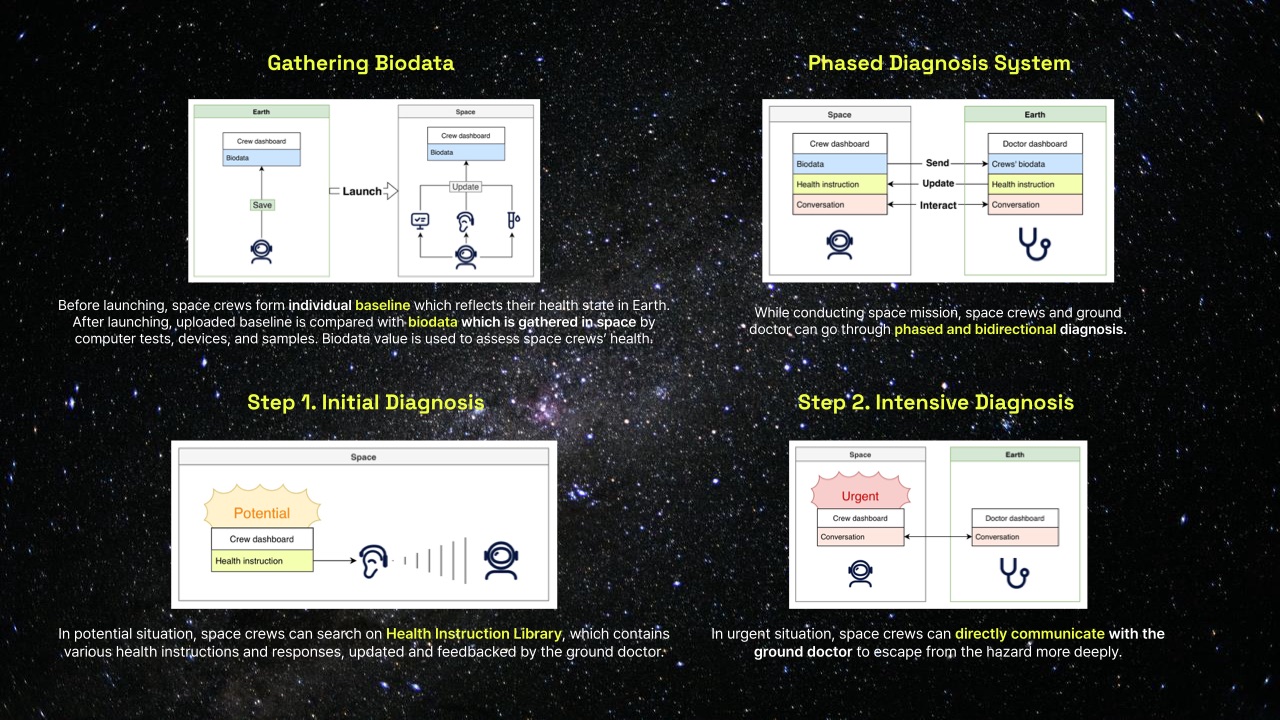 Gathering Biodata
Earth
Crew dashboard
Biodata
Save
Launch
Space
Crew dashboard
Biodata
Update
Before launching, space crews form individual baseline which reflects their health state in Earth.
After launching, uploaded baseline is compared with biodata which is gathered in space by
computer tests, devices, and samples. Biodata value is used to assess space crews’ health.
Phased Diagnosis System
Space
Crew dashboard
Biodata
Health instruction
Conversation
Send
Update
Interact
Earth
Doctor dashboard
Crews' biodata
Health instruction
Conversation
While conducting space mission, space crews and ground
doctor can go through phased and bidirectional diagnosis.
Step 1. Initial Diagnosis
Space
Potential
Crew dashboard
Health instruction
In potential situation, space crews can search on Health Instruction Library, which contains
various health instructions and responses, updated and feedbacked by the ground doctor.
Step 2. Intensive Diagnosis
Space
Urgent
Crew dashboard
Conversation
Earth
Doctor dashboard
Conversation
In urgent situation, space crews can directly communicate with the
ground doctor to escape from the hazard more deeply.